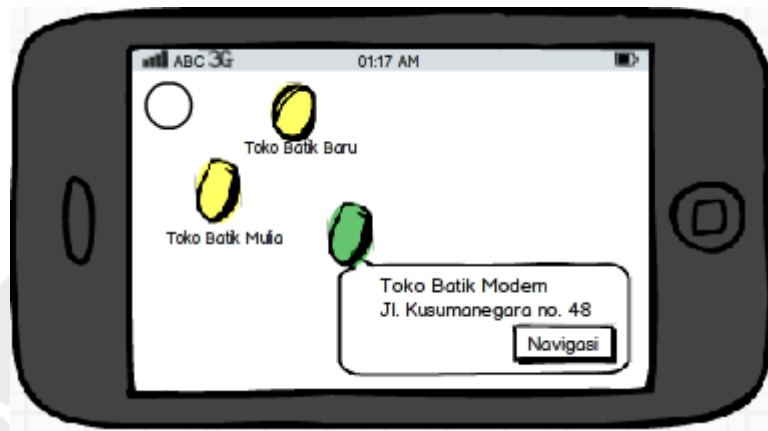 ABC 3G 01:17 AM
Toko Batik Baru
Toko Batik Mulia
Toko Batik Modern
Jl. Kusumanegara no. 48
Navigasi